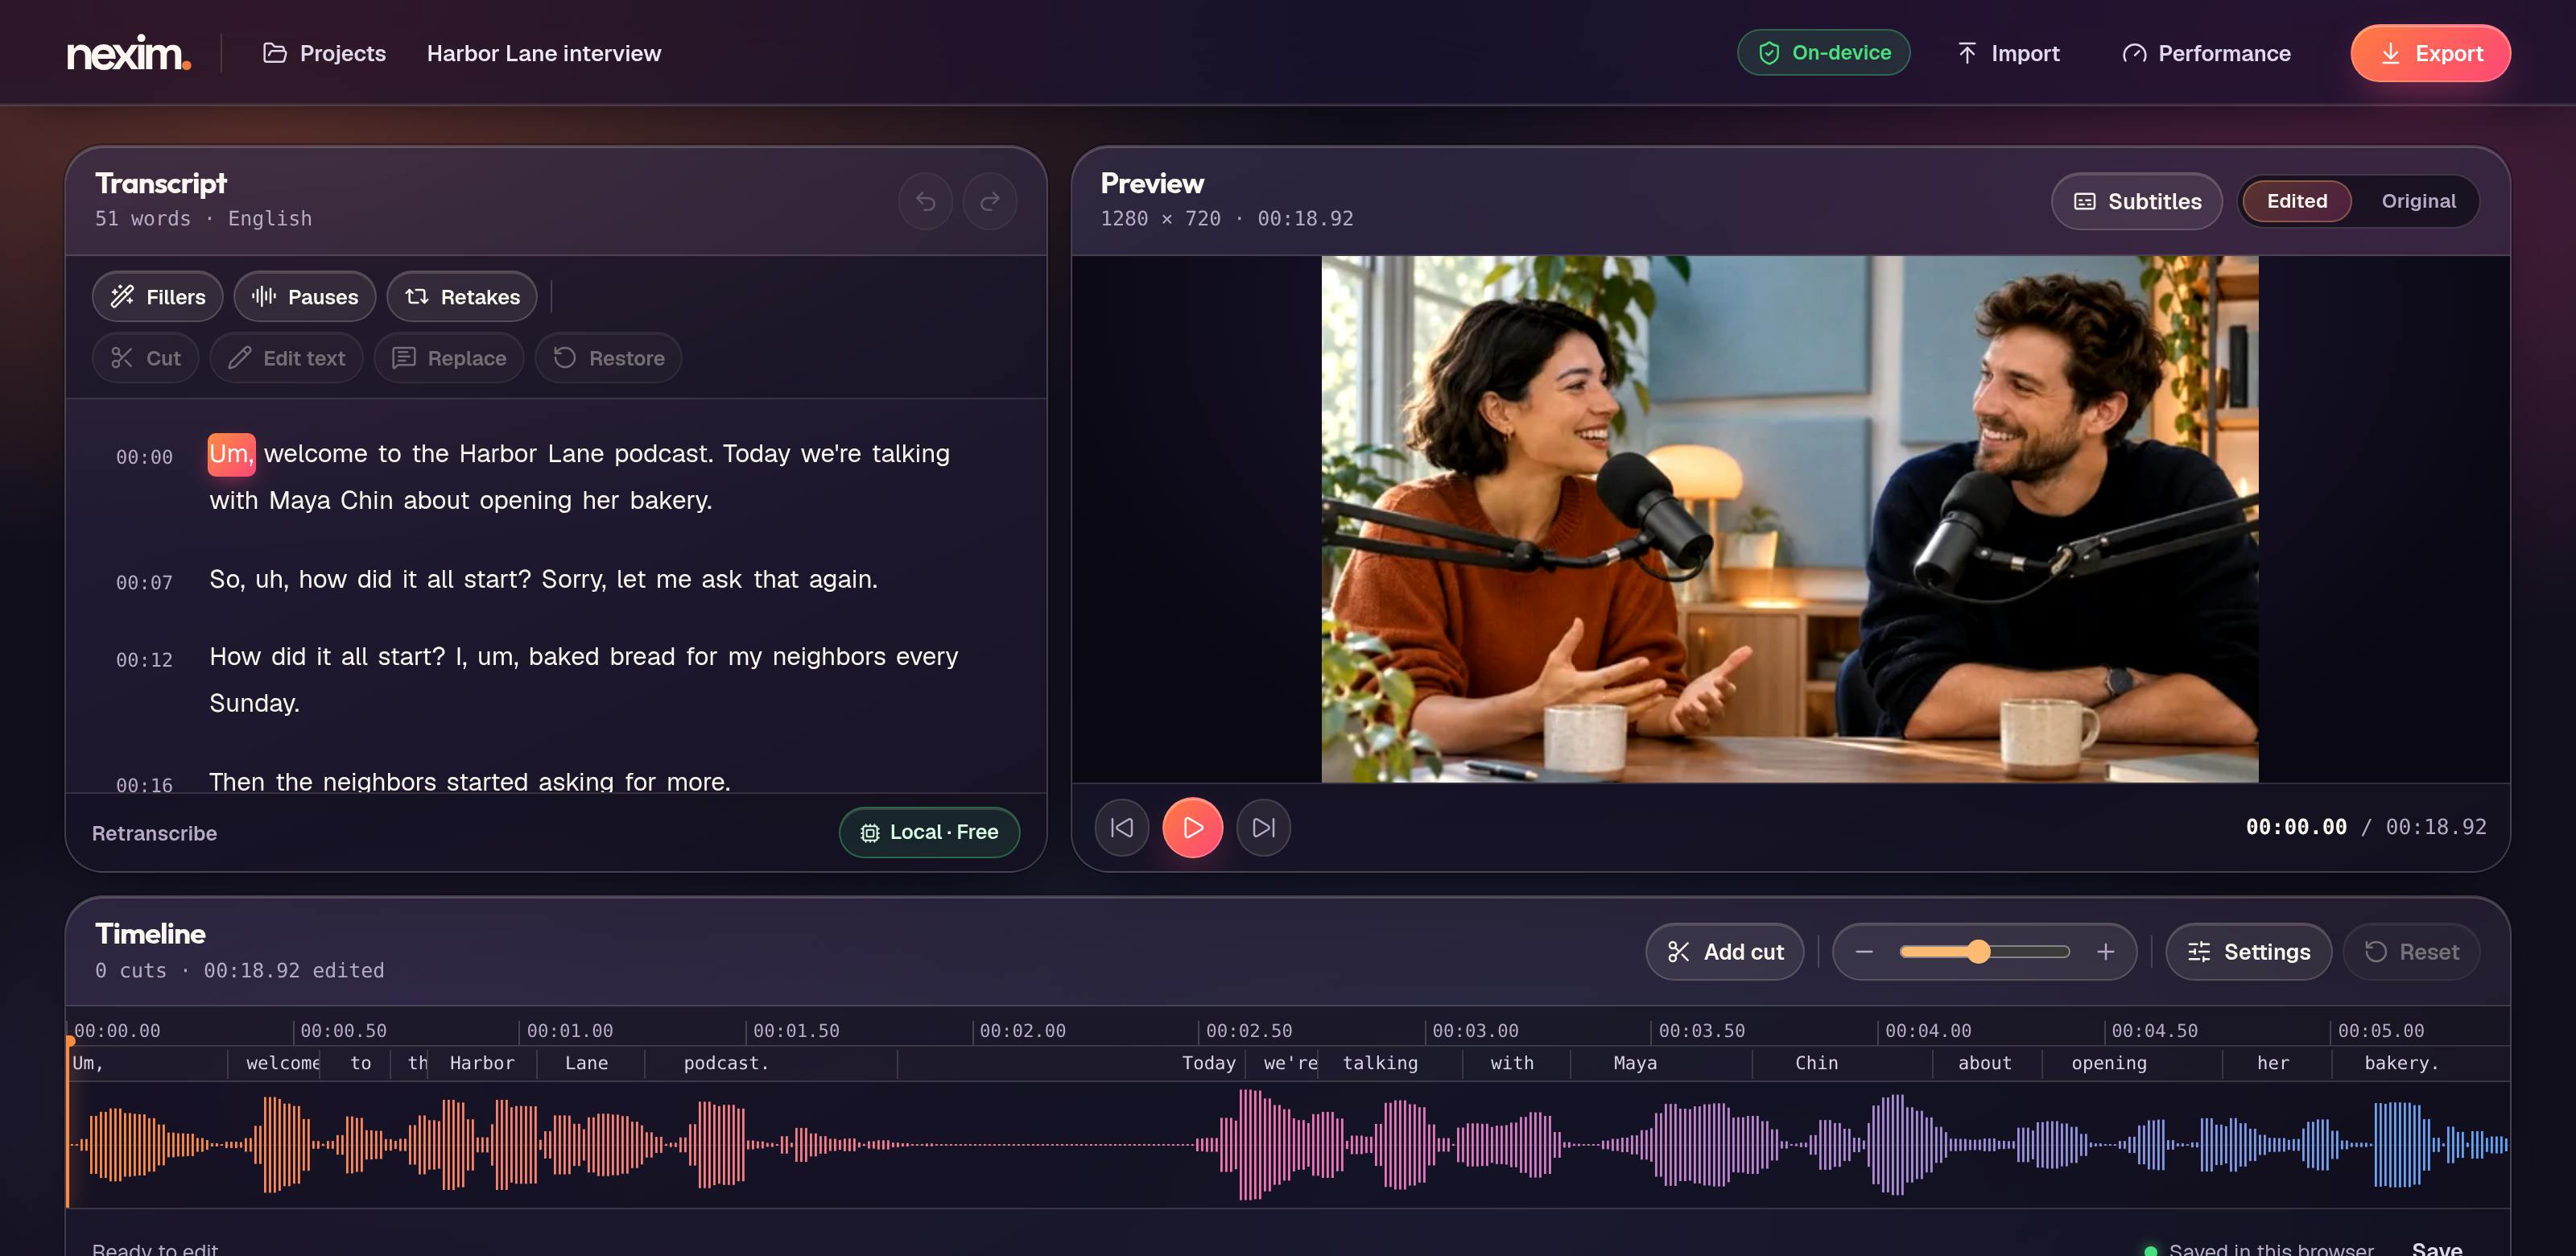 nexim.
Projects
Harbor Lane interview
On-device
Import
Performance
Export
Transcript
51 words · English
Preview
1280 × 720 · 00:18.92
Subtitles
Edited
Original
Fillers
Pauses
Retakes
Cut
Edit text
Replace
Restore
00:00
Um, welcome to the Harbor Lane podcast. Today we're talking
with Maya Chin about opening her bakery.
00:07
So, uh, how did it all start? Sorry, let me ask that again.
00:12
How did it all start? I, um, baked bread for my neighbors every
Sunday.
00:16
Then the neighbors started asking for more.
Retranscribe
Local · Free
00:00.00 / 00:18.92
Timeline
0 cuts · 00:18.92 edited
Add cut
Settings
Reset
00:00.00 00:00.50 00:01.00 00:01.50 00:02.00 00:02.50 00:03.00 00:03.50 00:04.00 00:04.50 00:05.00
Um, welcome to th Harbor Lane podcast. Today we're talking with Maya Chin about opening her bakery.
Ready to edit
Saved in this browser
Save